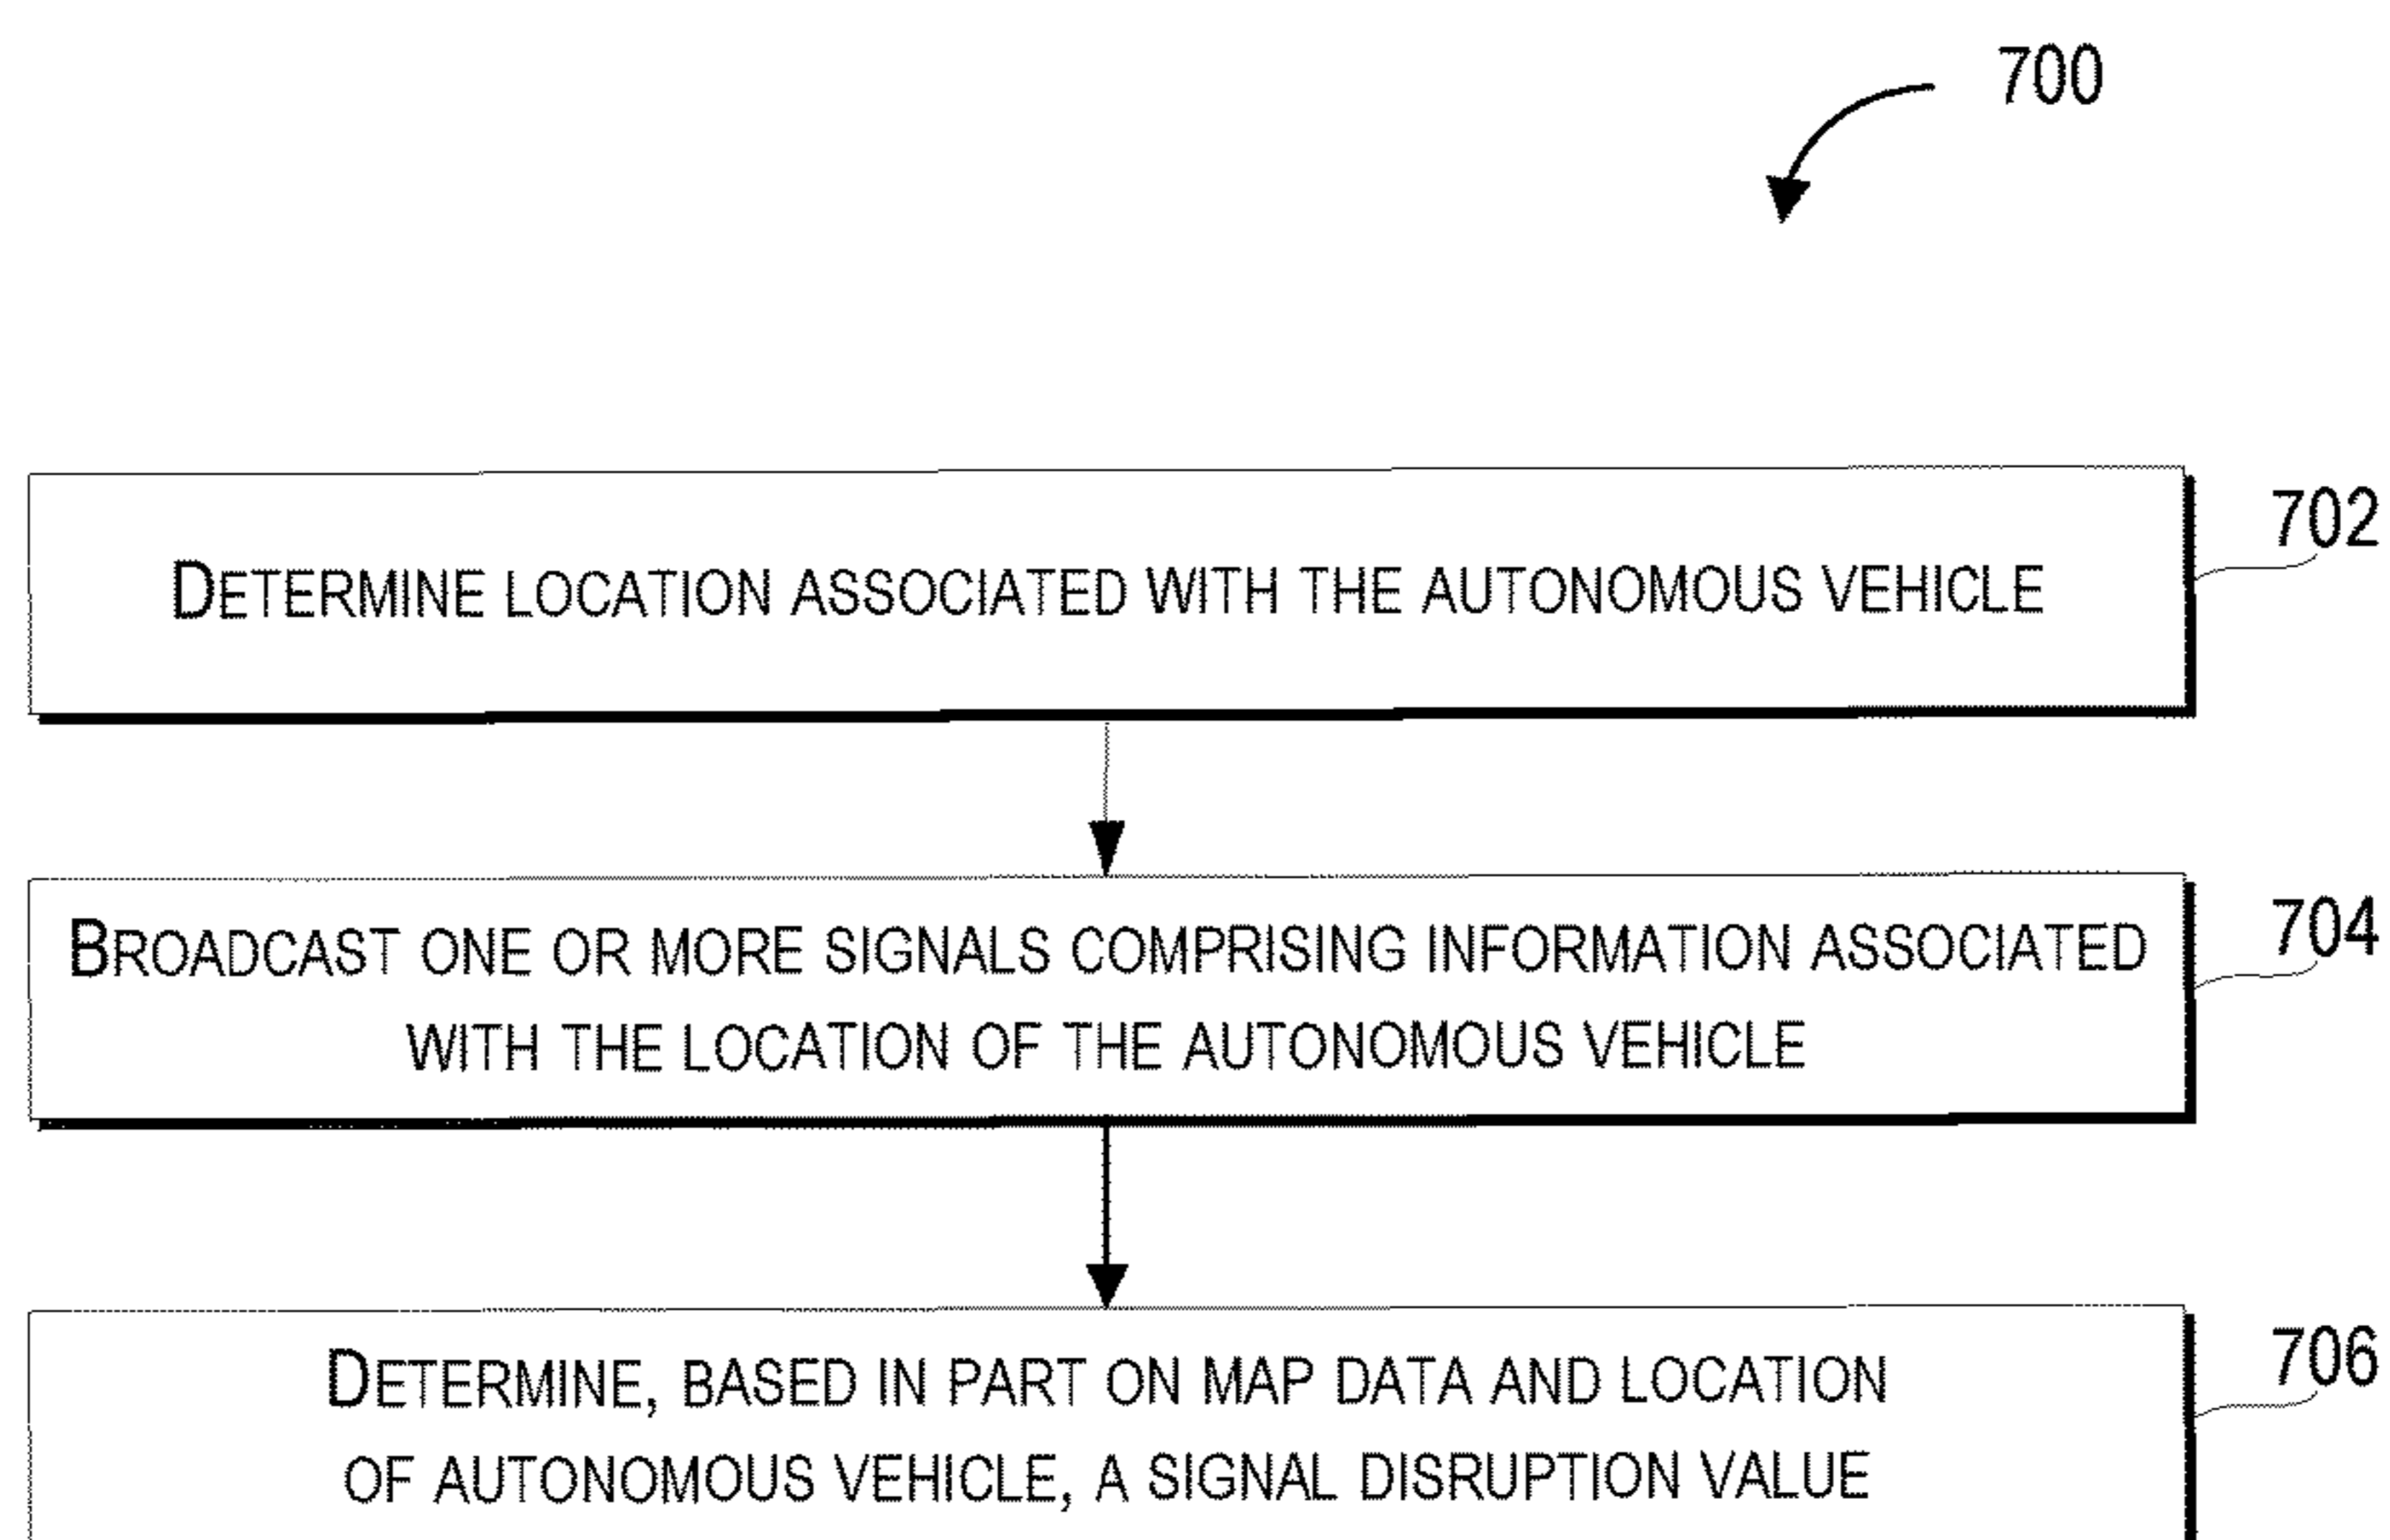 700
702
DETERMINE LOCATION ASSOCIATED WITH THE AUTONOMOUS VEHICLE
704
BROADCAST ONE OR MORE SIGNALS COMPRISING INFORMATION ASSOCIATED
WITH THE LOCATION OF THE AUTONOMOUS VEHICLE
706
DETERMINE, BASED IN PART ON MAP DATA AND LOCATION
OF AUTONOMOUS VEHICLE, A SIGNAL DISRUPTION VALUE